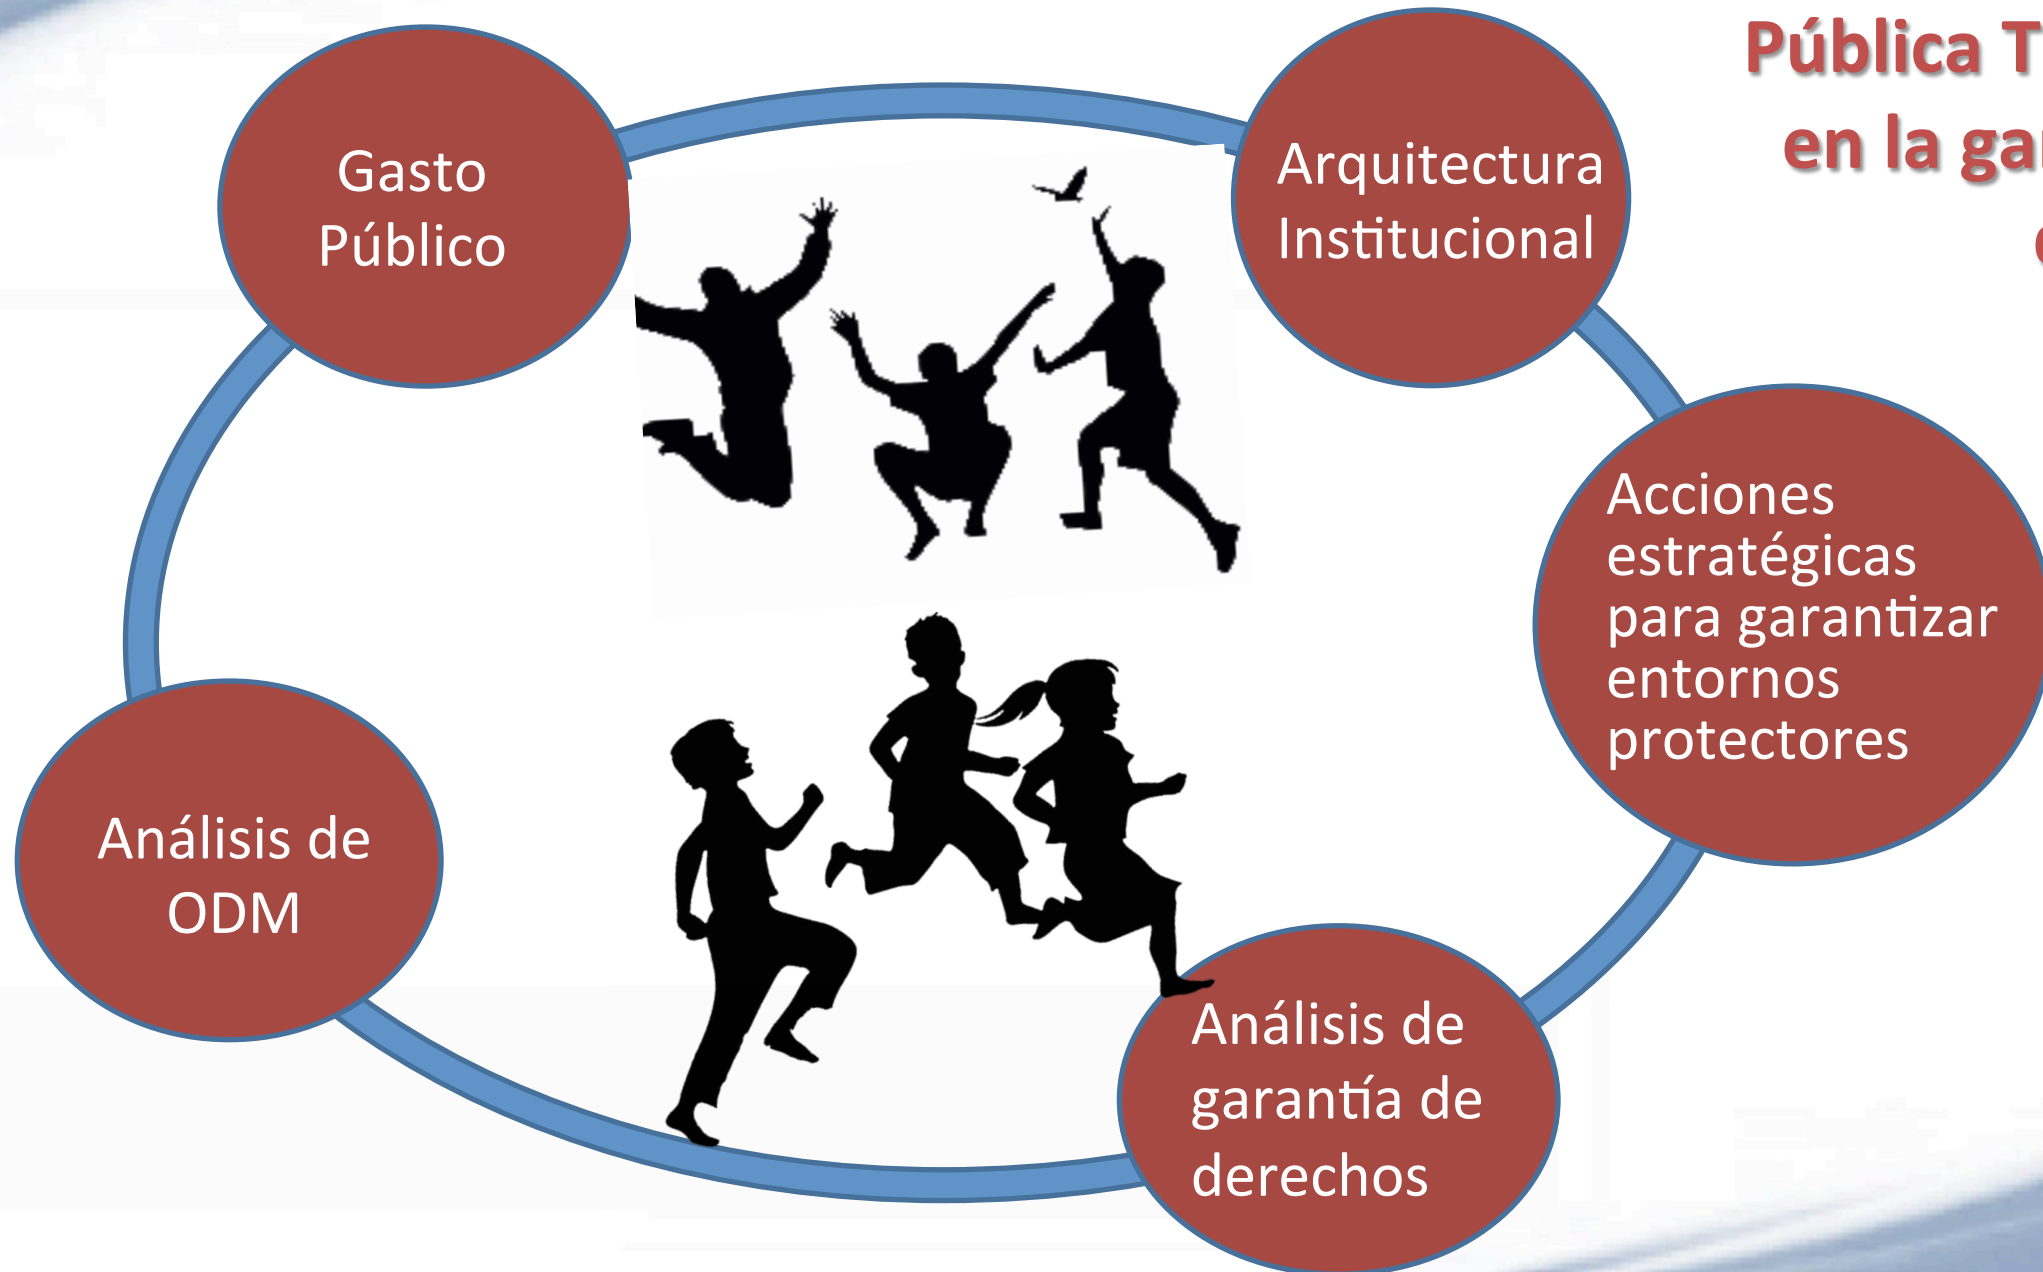 Pública T
en la ga
Gasto
Público
Arquitectura
Institucional
Acciones
estratégicas
para garantizar
entornos
protectores
Análisis de
garantía de
derechos
Análisis de
ODM